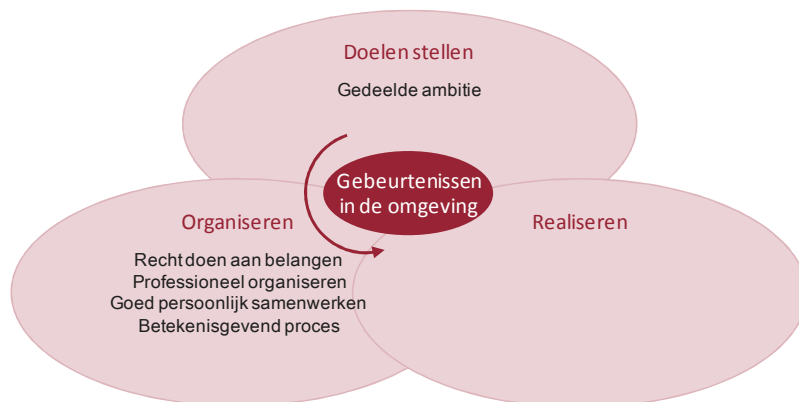 Doelen stellen
Gedeelde ambitie
Gebeurtenissen
in de omgeving
Organiseren
Recht doen aan belangen
Professioneel organiseren
Goed persoonlijk samenwerken
Betekenisgevend proces
Realiseren